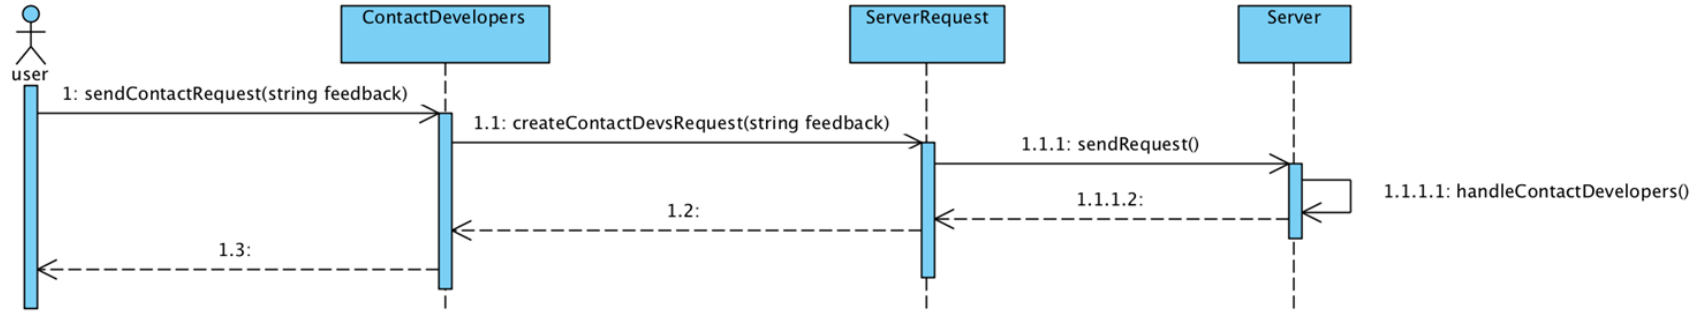 ContactDevelopers
ServerRequest
Server
user
1: sendContactRequest(string feedback)
1.1: createContactDevsRequest(string feedback)
1.1.1: sendRequest()
1.1.1.1: handleContactDevelopers()
1.1.1.2:
1.2:
1.3: